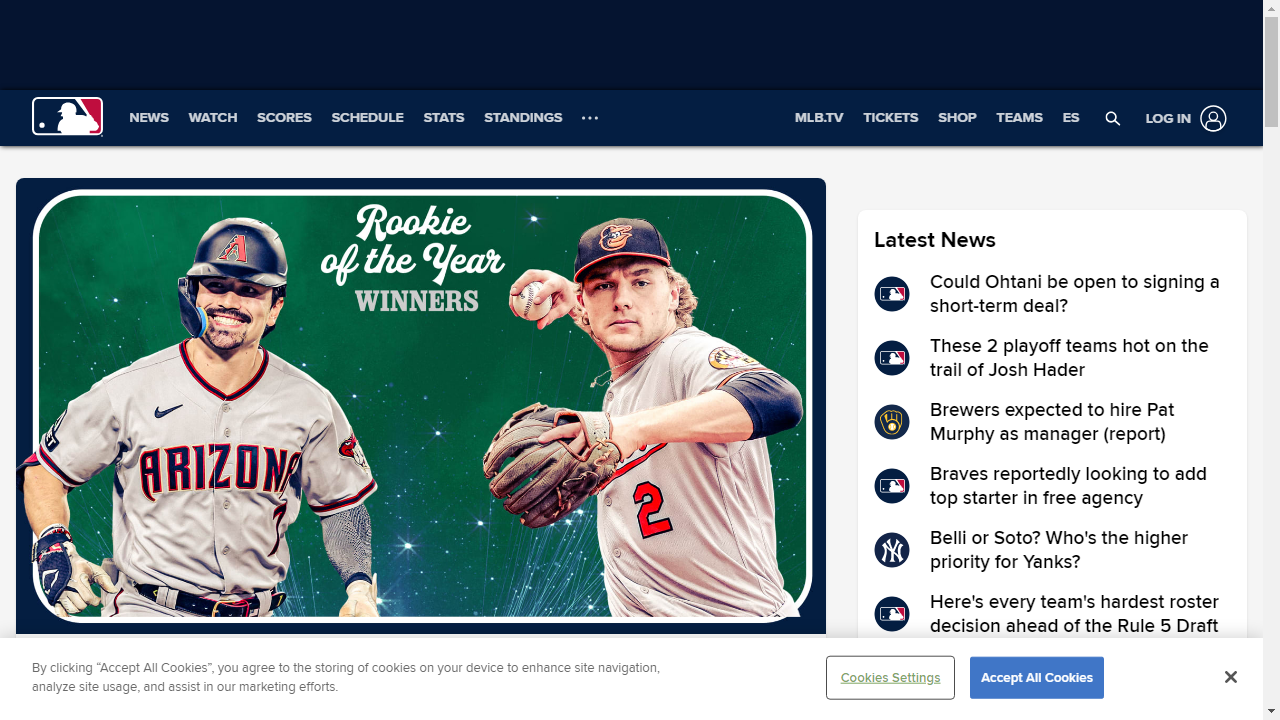 NEWS WATCH SCORES SCHEDULE STATS STANDINGS ... MLB.TV TICKETS SHOP TEAMS ES LOG IN
Rookie
of the Year
WINNERS
A
ARIZONA
7
2
Latest News
Could Ohtani be open to signing a
short-term deal?
These 2 playoff teams hot on the
trail of Josh Hader
Brewers expected to hire Pat
Murphy as manager (report)
Braves reportedly looking to add
top starter in free agency
Belli or Soto? Who's the higher
priority for Yanks?
Here's every team's hardest roster
decision ahead of the Rule 5 Draft
By clicking “Accept All Cookies”, you agree to the storing of cookies on your device to enhance site navigation,
analyze site usage, and assist in our marketing efforts.
Cookies Settings
Accept All Cookies